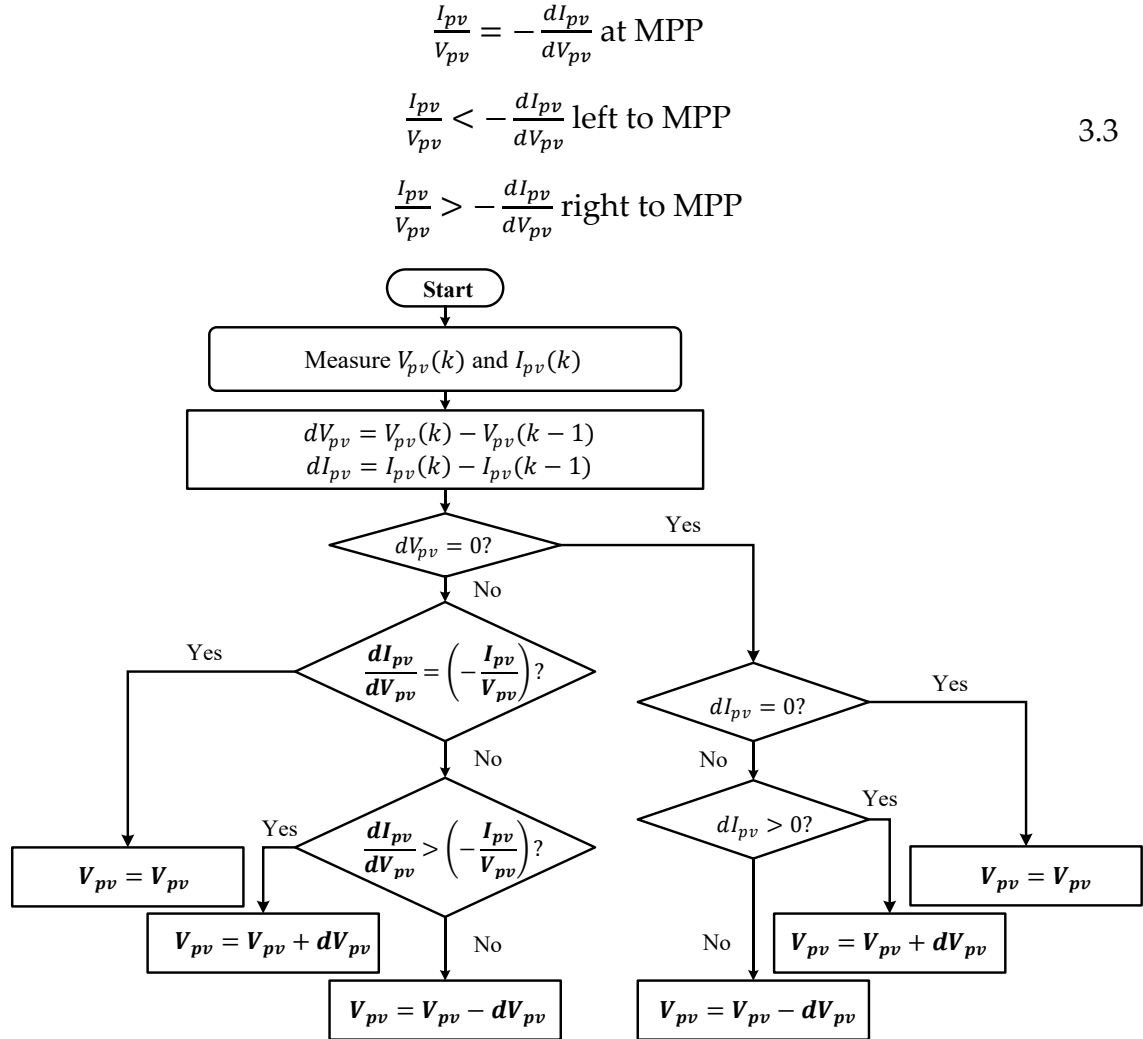 I_pv/V_pv = − dI_pv/dV_pv at MPP
I_pv/V_pv < − dI_pv/dV_pv left to MPP
3.3
I_pv/V_pv > − dI_pv/dV_pv right to MPP
Start
Measure V_pv(k) and I_pv(k)
dV_pv = V_pv(k) − V_pv(k − 1)
dI_pv = I_pv(k) − I_pv(k − 1)
Yes
dV_pv = 0?
No
Yes
dI_pv/dV_pv = (− I_pv/V_pv)?
Yes
dI_pv = 0?
No
No
Yes
dI_pv/dV_pv > (− I_pv/V_pv)?
Yes
dI_pv > 0?
V_pv = V_pv
V_pv = V_pv
V_pv = V_pv + dV_pv
No
No
V_pv = V_pv + dV_pv
V_pv = V_pv − dV_pv
V_pv = V_pv − dV_pv